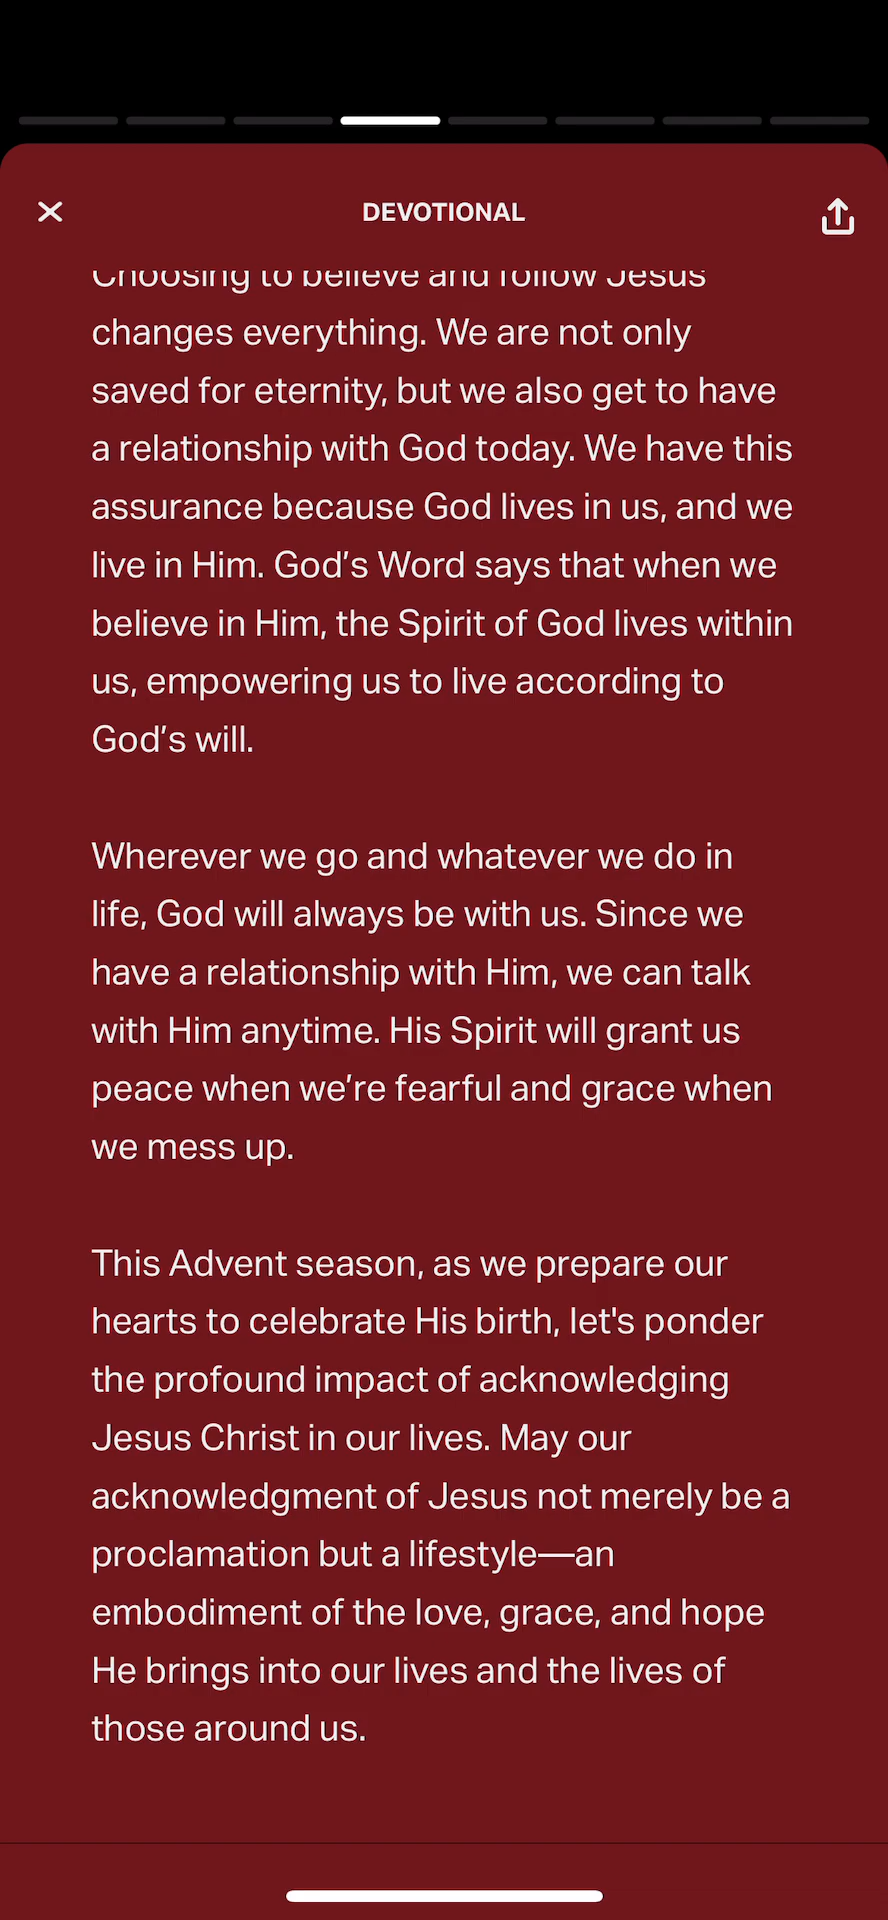 DEVOTIONAL
Choosing to believe and follow Jesus
changes everything. We are not only
saved for eternity, but we also get to have
a relationship with God today. We have this
assurance because God lives in us, and we
live in Him. God’s Word says that when we
believe in Him, the Spirit of God lives within
us, empowering us to live according to
God’s will.
Wherever we go and whatever we do in
life, God will always be with us. Since we
have a relationship with Him, we can talk
with Him anytime. His Spirit will grant us
peace when we’re fearful and grace when
we mess up.
This Advent season, as we prepare our
hearts to celebrate His birth, let's ponder
the profound impact of acknowledging
Jesus Christ in our lives. May our
acknowledgment of Jesus not merely be a
proclamation but a lifestyle—an
embodiment of the love, grace, and hope
He brings into our lives and the lives of
those around us.